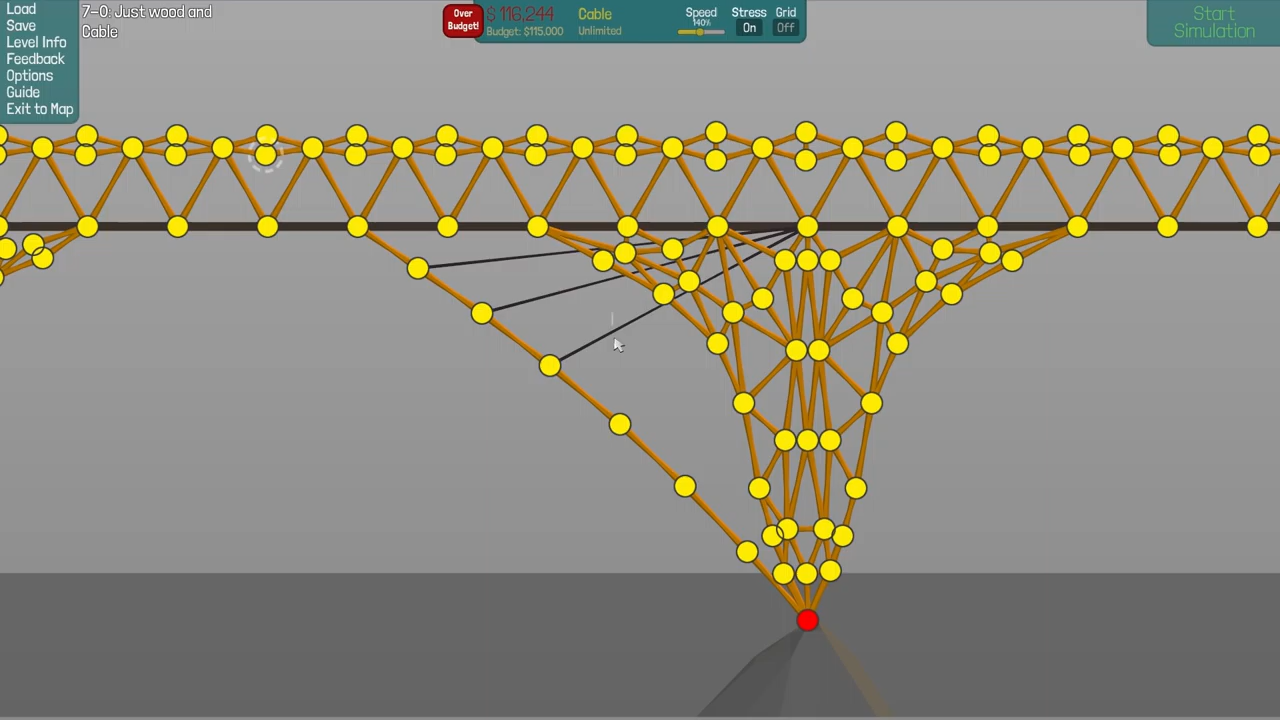 Load
Save
Level Info
Feedback
Options
Guide
Exit to Map
7-0: Just wood and
Cable
Over
Budget!
$ 116,244
Budget: $115,000
Cable
Unlimited
Speed
140%
Stress
On
Grid
Off
Start
Simulation